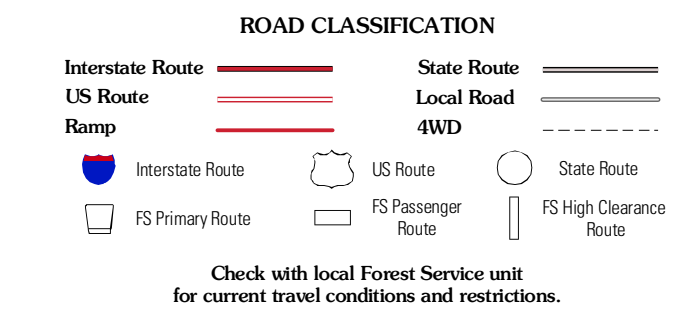 ROAD CLASSIFICATION
Interstate Route
State Route
US Route
Local Road
Ramp
4WD
Interstate Route
US Route
State Route
FS Primary Route
FS Passenger
Route
FS High Clearance
Route
Check with local Forest Service unit
for current travel conditions and restrictions.